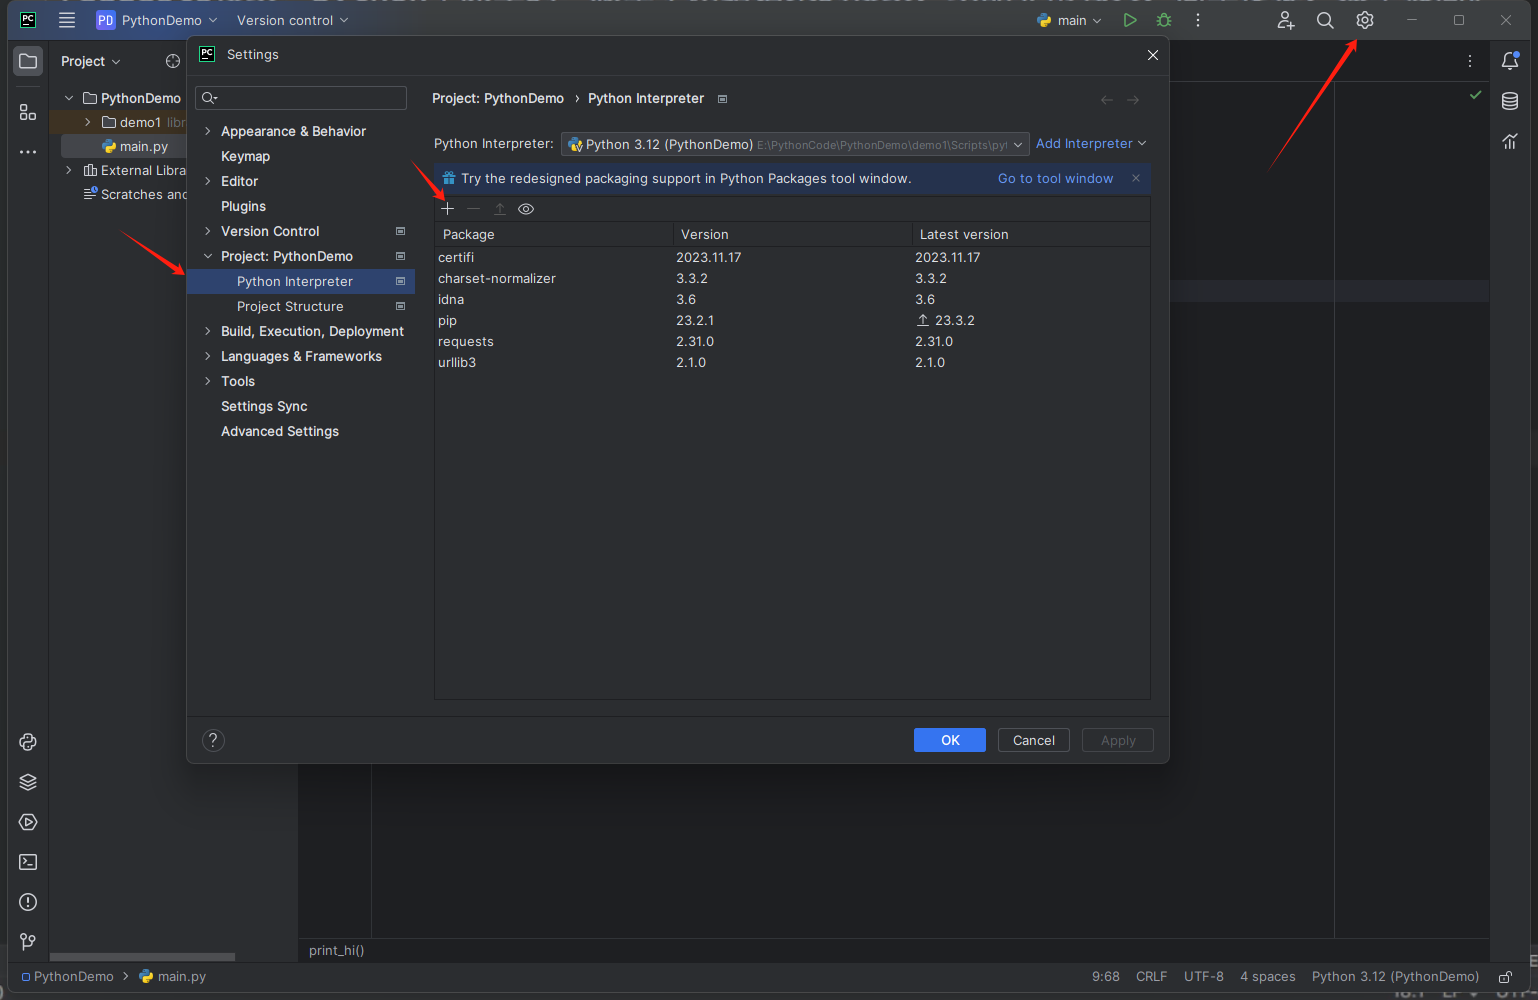 PC PD PythonDemo Version control main
Project
PC Settings
PythonDemo
demo1
main.py
External Libra
Scratches and
Appearance & Behavior
Keymap
Editor
Plugins
Version Control
Project: PythonDemo
Python Interpreter
Project Structure
Build, Execution, Deployment
Languages & Frameworks
Tools
Settings Sync
Advanced Settings
Project: PythonDemo › Python Interpreter
Python Interpreter: Python 3.12 (PythonDemo) E:\PythonCode\PythonDemo\demo1\Scripts\py Add Interpreter
Try the redesigned packaging support in Python Packages tool window. Go to tool window
Package Version Latest version
certifi 2023.11.17 2023.11.17
charset-normalizer 3.3.2 3.3.2
idna 3.6 3.6
pip 23.2.1 23.3.2
requests 2.31.0 2.31.0
urllib3 2.1.0 2.1.0
? OK Cancel Apply
print_hi()
PythonDemo main.py 9:68 CRLF UTF-8 4 spaces Python 3.12 (PythonDemo)